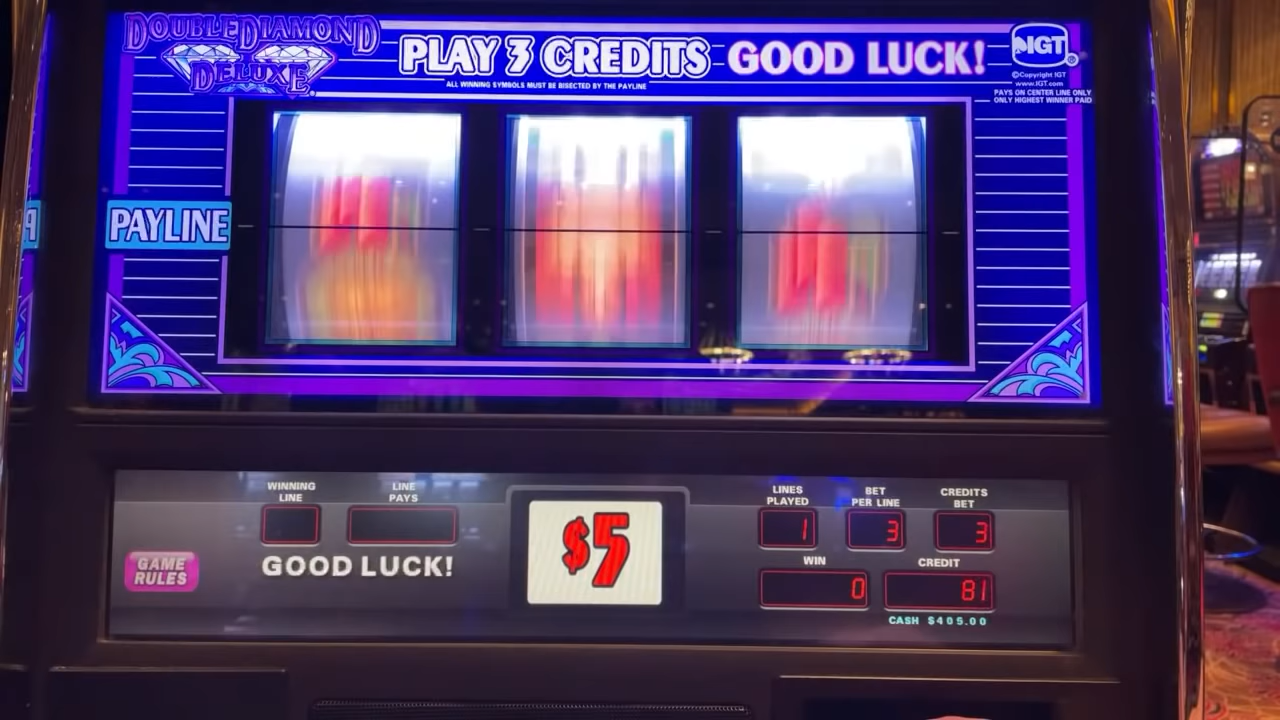 DOUBLE DIAMOND
DELUXE
PLAY 3 CREDITS GOOD LUCK!
ALL WINNING SYMBOLS MUST BE BISECTED BY THE PAYLINE
IGT®
©Copyright IGT
www.IGT.com
PAYS ON CENTER LINE ONLY
ONLY HIGHEST WINNER PAID
A
PAYLINE
WINNING
LINE
LINE
PAYS
GOOD LUCK!
GAME
RULES
$5
LINES
PLAYED
1
BET
PER LINE
3
CREDITS
BET
3
WIN
0
CREDIT
81
CASH $405.00